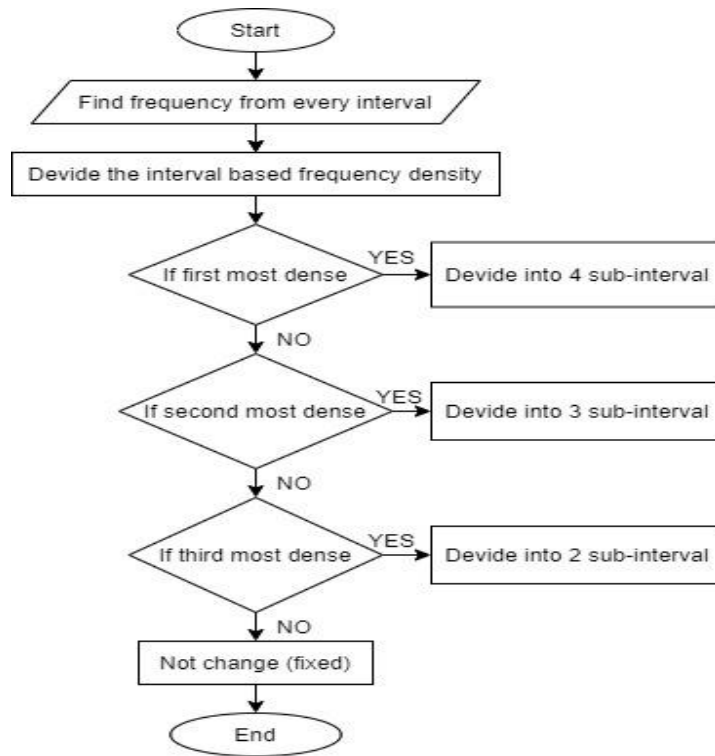 Start
Find frequency from every interval
Devide the interval based frequency density
If first most dense
YES
Devide into 4 sub-interval
NO
If second most dense
YES
Devide into 3 sub-interval
NO
If third most dense
YES
Devide into 2 sub-interval
NO
Not change (fixed)
End